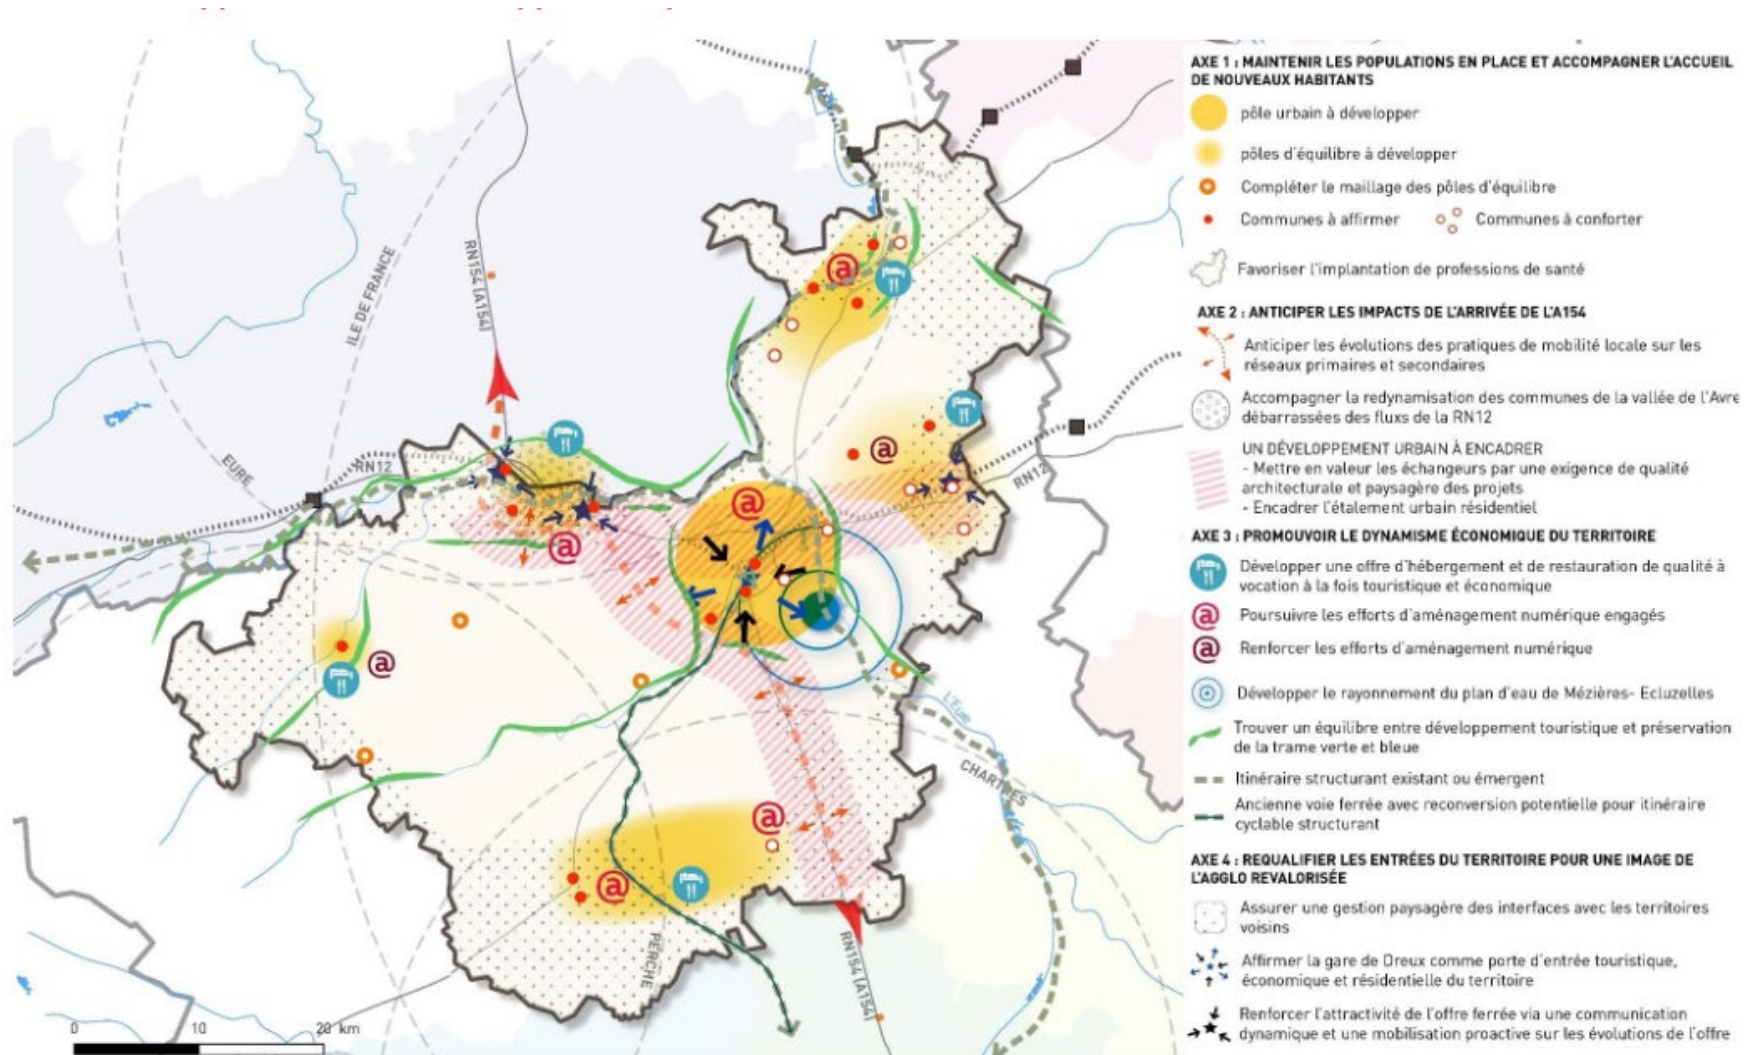 AXE 1 : MAINTENIR LES POPULATIONS EN PLACE ET ACCOMPAGNER L'ACCUEIL
DE NOUVEAUX HABITANTS
pôle urbain à développer
pôles d'équilibre à développer
Compléter le maillage des pôles d'équilibre
Communes à affirmer
Communes à conforter
Favoriser l'implantation de professions de santé
AXE 2 : ANTICIPER LES IMPACTS DE L'ARRIVÉE DE L'A154
Anticiper les évolutions des pratiques de mobilité locale sur les
réseaux primaires et secondaires
Accompagner la redynamisation des communes de la vallée de l'Avre
débarrassées des fluxs de la RN12
UN DÉVELOPPEMENT URBAIN À ENCADRER
- Mettre en valeur les échangeurs par une exigence de qualité
architecturale et paysagère des projets
- Encadrer l'étalement urbain résidentiel
AXE 3 : PROMOUVOIR LE DYNAMISME ÉCONOMIQUE DU TERRITOIRE
Développer une offre d'hébergement et de restauration de qualité à
vocation à la fois touristique et économique
@ Poursuivre les efforts d'aménagement numérique engagés
@ Renforcer les efforts d'aménagement numérique
Développer le rayonnement du plan d'eau de Mézières- Ecluzelles
Trouver un équilibre entre développement touristique et préservation
de la trame verte et bleue
Itinéraire structurant existant ou émergent
Ancienne voie ferrée avec reconversion potentielle pour itinéraire
cyclable structurant
AXE 4 : REQUALIFIER LES ENTRÉES DU TERRITOIRE POUR UNE IMAGE DE
L'AGGLO REVALORISÉE
Assurer une gestion paysagère des interfaces avec les territoires
voisins
Affirmer la gare de Dreux comme porte d'entrée touristique,
économique et résidentielle du territoire
Renforcer l'attractivité de l'offre ferrée via une communication
dynamique et une mobilisation proactive sur les évolutions de l'offre
ILE DE FRANCE
RN154 (A154)
EURE
RN12
RN12
@
@
@
@
@
@
@
L'Eure
CHARTRES
PERCHE
RN154 (A154)
0 10 20 km